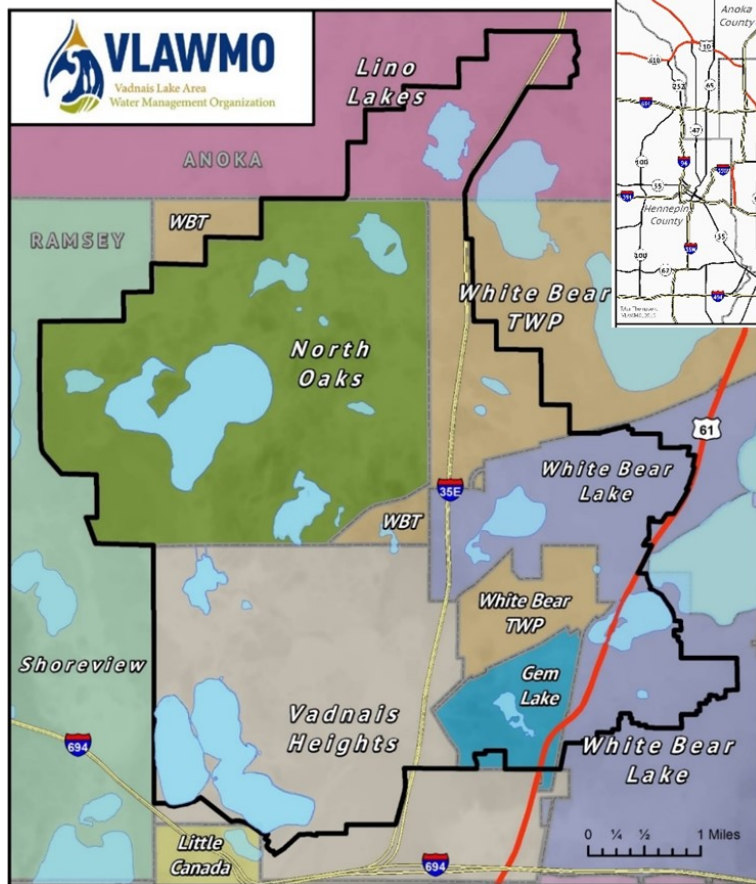 VLAWMO
Vadnais Lake Area
Water Management Organization
Lino
Lakes
ANOKA
RAMSEY
WBT
White Bear
TWP
North
Oaks
61
White Bear
Lake
35E
WBT
White Bear
TWP
Shoreview
Gem
Lake
Vadnais
Heights
694
White Bear
Lake
Little
Canada
694
0 ¼ ½ 1 Miles
Anoka
County
10
252
65
47
94
Hennepin
County